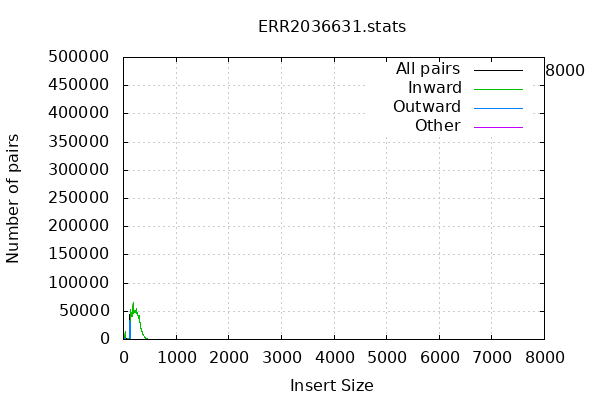 ERR2036631.stats
Number of pairs
500000
450000
400000
350000
300000
250000
200000
150000
100000
50000
0
All pairs
Inward
Outward
Other
8000
0 1000 2000 3000 4000 5000 6000 7000 8000
Insert Size